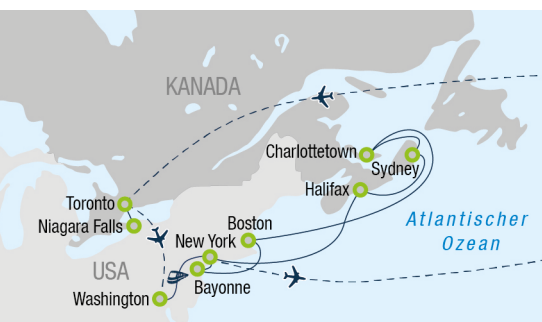 KANADA
Charlottetown
Sydney
Halifax
Toronto
Niagara Falls
Boston
New York
Atlantischer
Ozean
USA
Bayonne
Washington